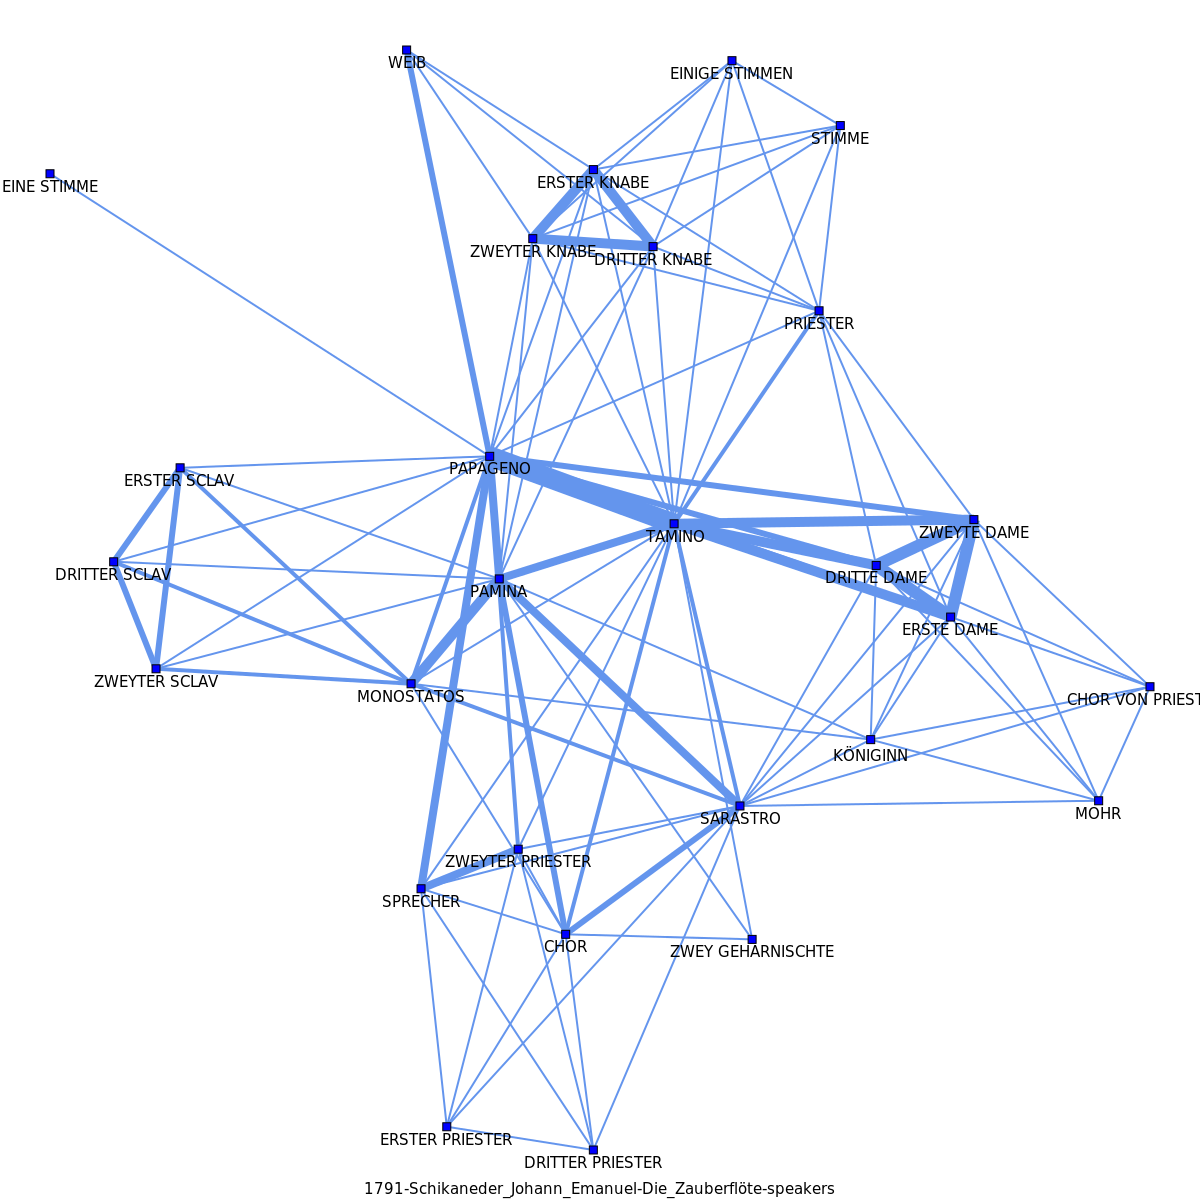 WEIB
EINIGE STIMMEN
STIMME
EINE STIMME
ERSTER KNABE
ZWEYTER KNABE
DRITTER KNABE
PRIESTER
PAPAGENO
ERSTER SCLAV
TAMINO
ZWEYTE DAME
DRITTER SCLAV
DRITTE DAME
PAMINA
ERSTE DAME
ZWEYTER SCLAV
MONOSTATOS
CHOR VON PRIEST
KÖNIGINN
MOHR
SARASTRO
ZWEYTER PRIESTER
SPRECHER
CHOR
ZWEY GEHARNISCHTE
ERSTER PRIESTER
DRITTER PRIESTER
1791-Schikaneder_Johann_Emanuel-Die_Zauberflöte-speakers